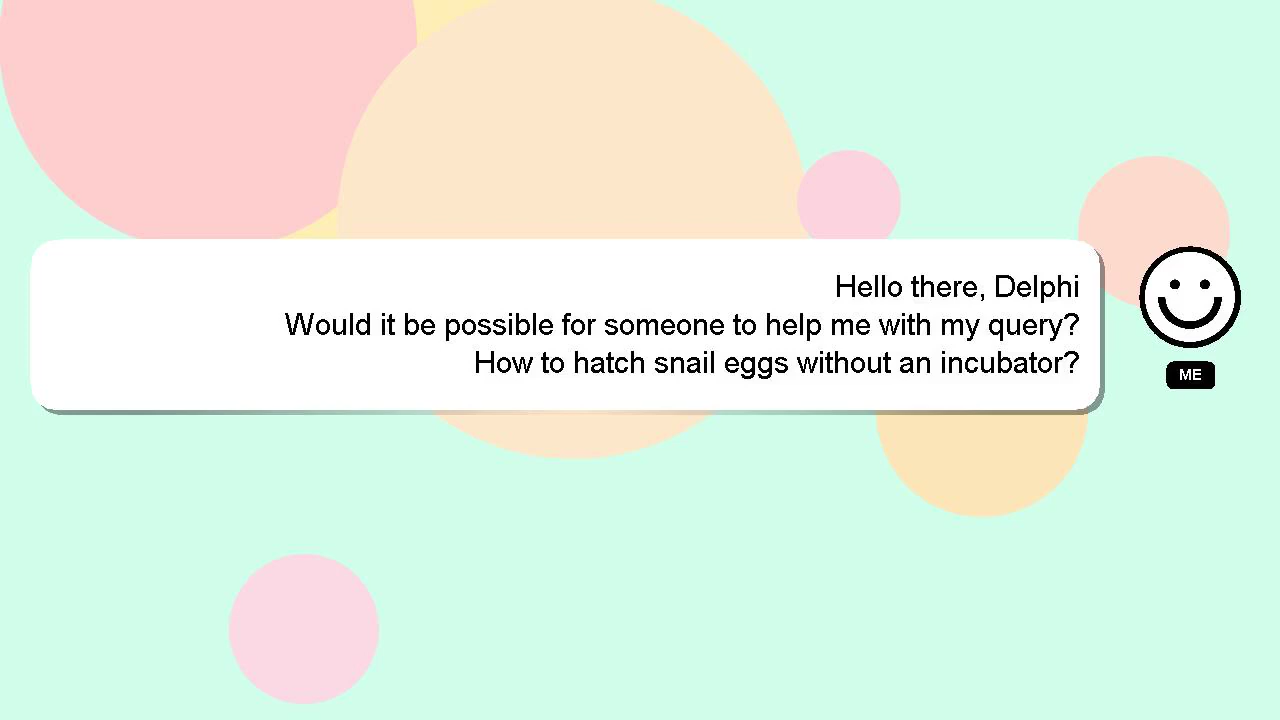 Hello there, Delphi
Would it be possible for someone to help me with my query?
How to hatch snail eggs without an incubator?
ME